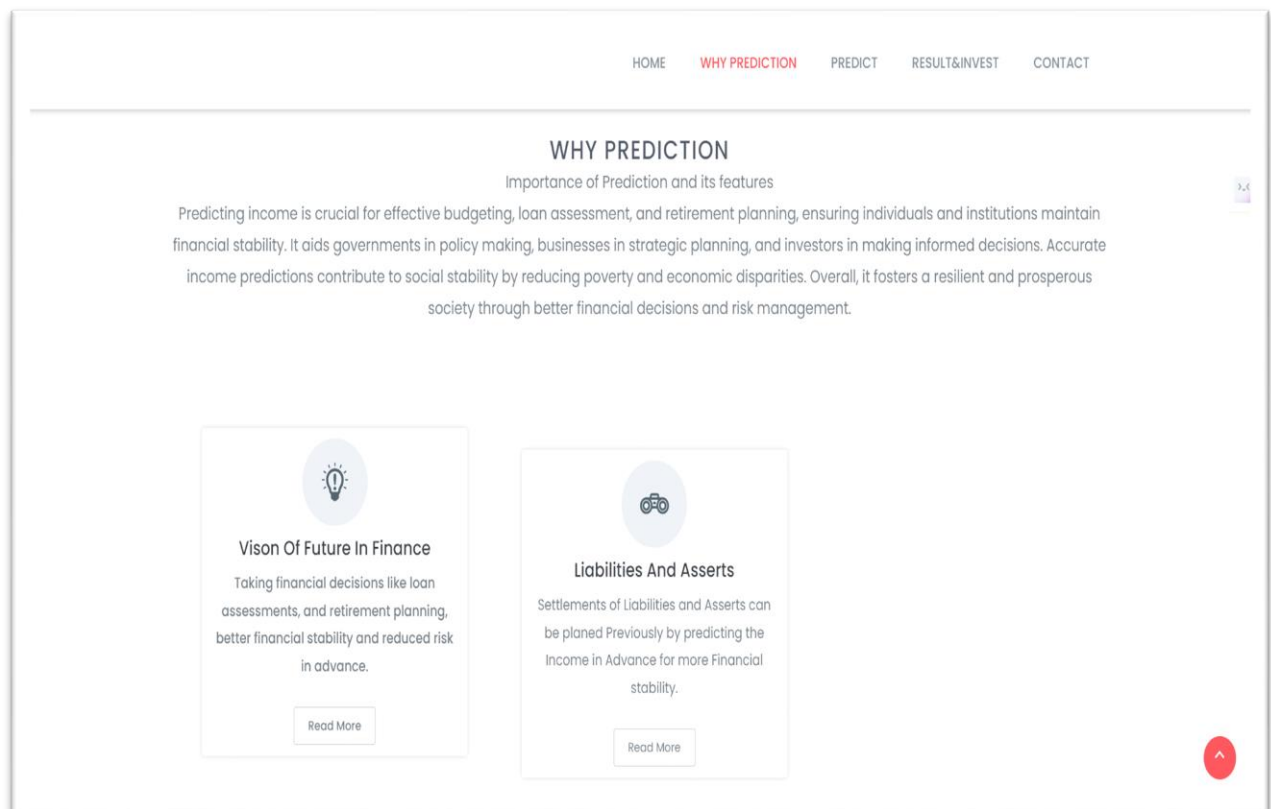 HOME WHY PREDICTION PREDICT RESULT&INVEST CONTACT
WHY PREDICTION
Importance of Prediction and its features
Predicting income is crucial for effective budgeting, loan assessment, and retirement planning, ensuring individuals and institutions maintain
financial stability. It aids governments in policy making, businesses in strategic planning, and investors in making informed decisions. Accurate
income predictions contribute to social stability by reducing poverty and economic disparities. Overall, it fosters a resilient and prosperous
society through better financial decisions and risk management.
Vison Of Future In Finance
Taking financial decisions like loan
assessments, and retirement planning,
better financial stability and reduced risk
in advance.
Read More
Liabilities And Asserts
Settlements of Liabilities and Asserts can
be planed Previously by predicting the
Income in Advance for more Financial
stability.
Read More